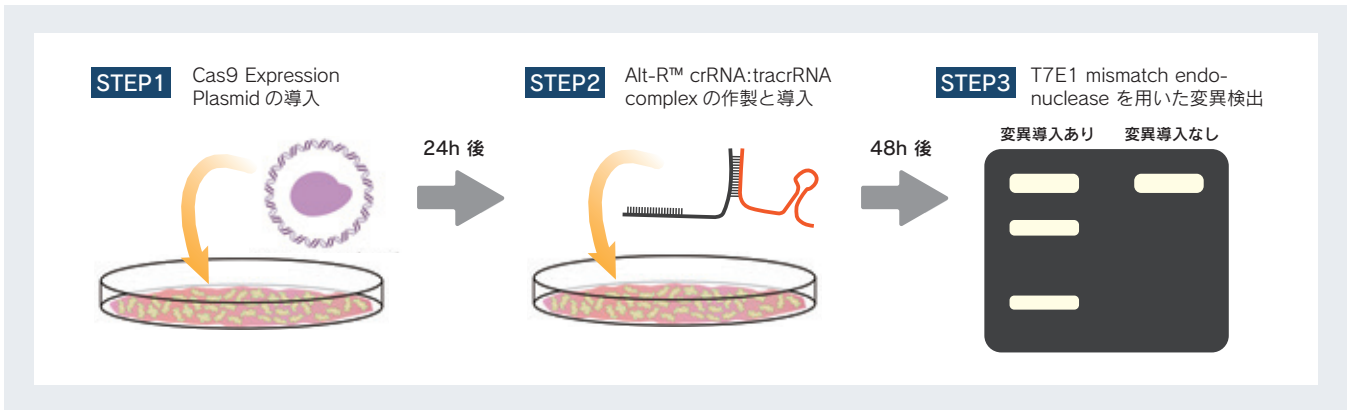 STEP1
Cas9 Expression
Plasmid の導入
24h 後
STEP2
Alt-R™ crRNA:tracrRNA
complex の作製と導入
48h 後
STEP3
T7E1 mismatch endo-
nuclease を用いた変異検出
変異導入あり 変異導入なし